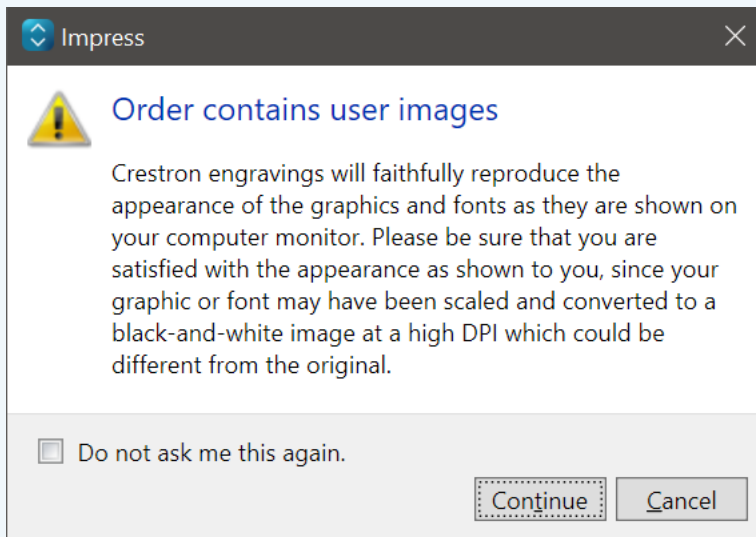 Impress
Order contains user images
Crestron engravings will faithfully reproduce the
appearance of the graphics and fonts as they are shown on
your computer monitor. Please be sure that you are
satisfied with the appearance as shown to you, since your
graphic or font may have been scaled and converted to a
black-and-white image at a high DPI which could be
different from the original.
Do not ask me this again.
Continue
Cancel